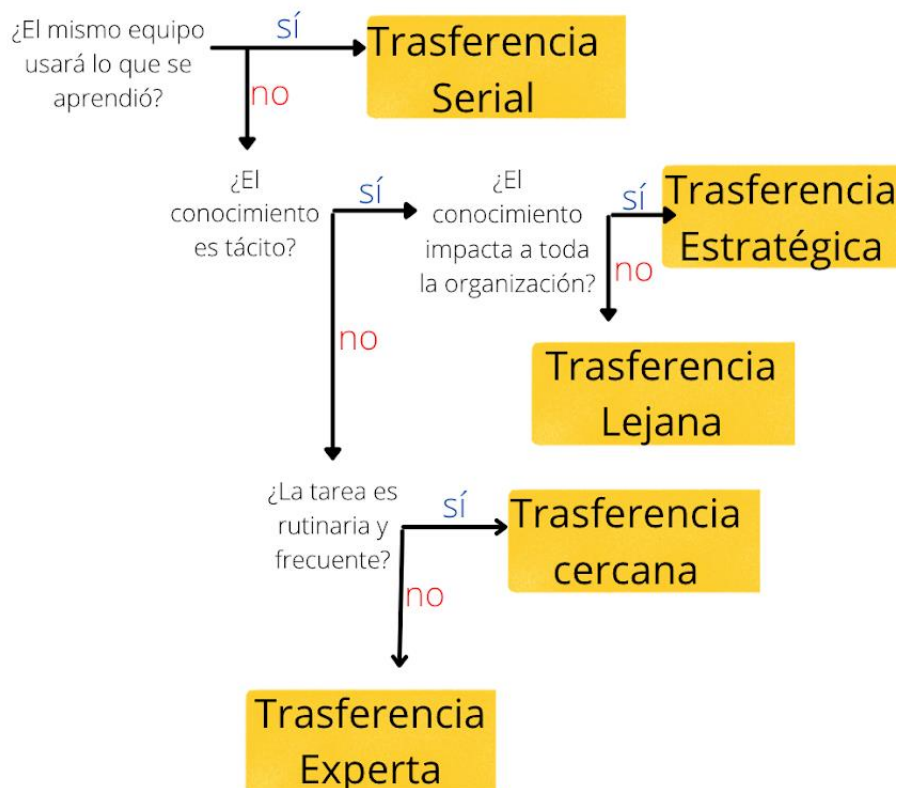 ¿El mismo equipo
usará lo que se
aprendió?
sí
no
Trasferencia
Serial
¿El
conocimiento
es tácito?
sí
no
¿El
conocimiento
impacta a toda
la organización?
sí
no
Trasferencia
Estratégica
Trasferencia
Lejana
¿La tarea es
rutinaria y
frecuente?
sí
no
Trasferencia
cercana
Trasferencia
Experta